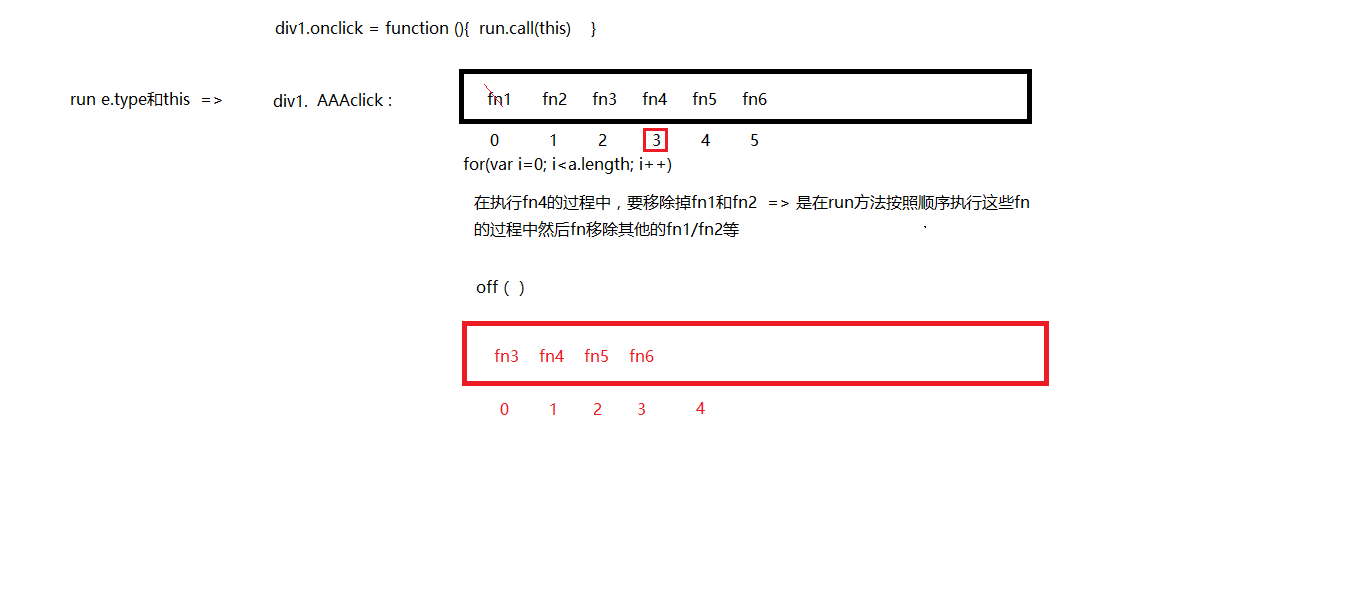 div1.onclick = function (){ run.call(this) }
run e.type和this => div1. AAAclick :
fn1 fn2 fn3 fn4 fn5 fn6
0 1 2 3 4 5
for(var i=0; i<a.length; i++)
在执行fn4的过程中，要移除掉fn1和fn2 => 是在run方法按照顺序执行这些fn
的过程中然后fn移除其他的fn1/fn2等
off ( )
fn3 fn4 fn5 fn6
0 1 2 3 4